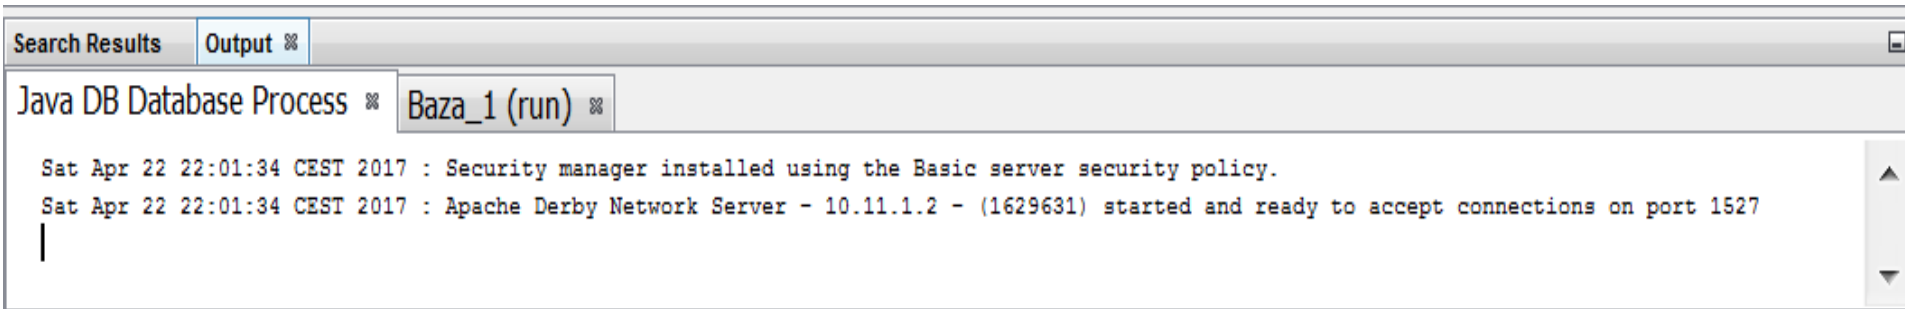 Search Results Output
Java DB Database Process Baza_1 (run)
Sat Apr 22 22:01:34 CEST 2017 : Security manager installed using the Basic server security policy.
Sat Apr 22 22:01:34 CEST 2017 : Apache Derby Network Server - 10.11.1.2 - (1629631) started and ready to accept connections on port 1527